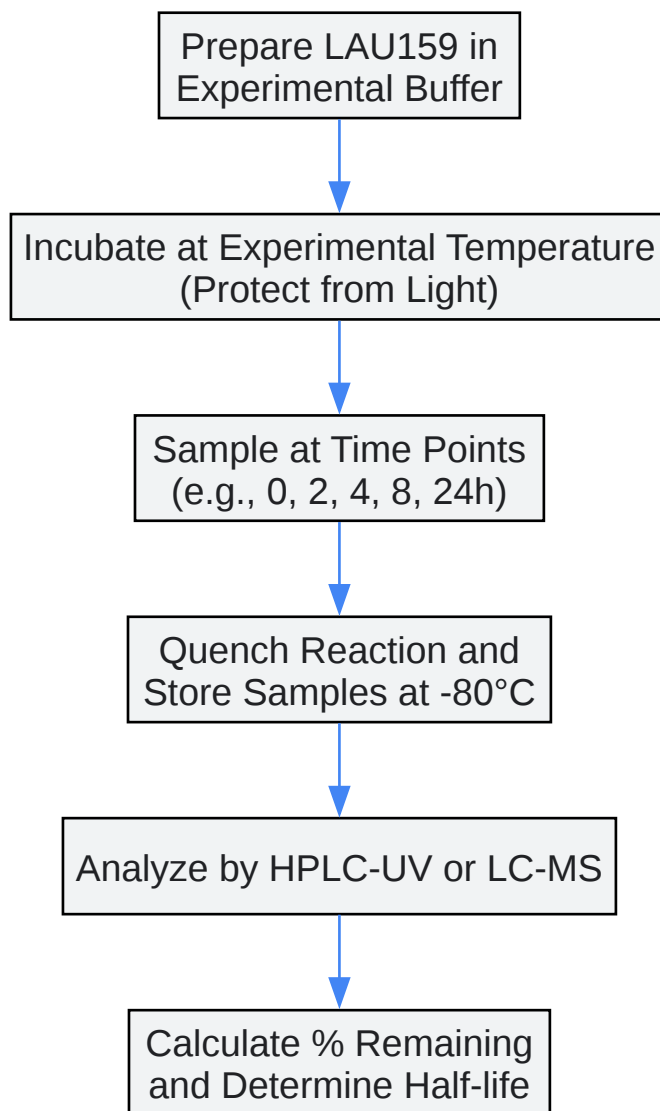 Prepare LAU159 in
Experimental Buffer
Incubate at Experimental Temperature
(Protect from Light)
Sample at Time Points
(e.g., 0, 2, 4, 8, 24h)
Quench Reaction and
Store Samples at -80°C
Analyze by HPLC-UV or LC-MS
Calculate % Remaining
and Determine Half-life